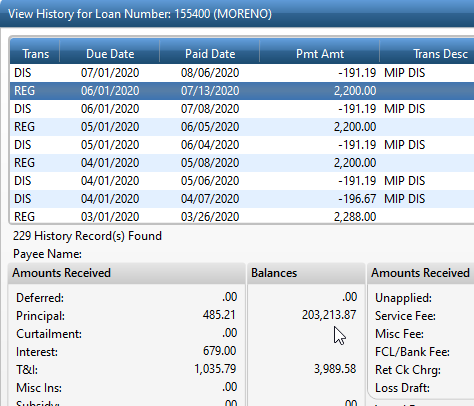 View History for Loan Number: 155400 (MORENO)
Trans Due Date Paid Date Pmt Amt Trans Desc
DIS 07/01/2020 08/06/2020 -191.19 MIP DIS
REG 06/01/2020 07/13/2020 2,200.00
DIS 06/01/2020 07/08/2020 -191.19 MIP DIS
REG 05/01/2020 06/05/2020 2,200.00
DIS 05/01/2020 06/04/2020 -191.19 MIP DIS
REG 04/01/2020 05/08/2020 2,200.00
DIS 04/01/2020 05/06/2020 -191.19 MIP DIS
DIS 04/01/2020 04/07/2020 -196.67 MIP DIS
REG 03/01/2020 03/26/2020 2,288.00
229 History Record(s) Found
Payee Name:
Amounts Received Balances Amounts Received
Deferred: .00 .00 Unapplied:
Principal: 485.21 203,213.87 Service Fee:
Curtailment: .00 Misc Fee:
Interest: 679.00 FCL/Bank Fee:
T&I: 1,035.79 3,989.58 Ret Ck Chrg:
Misc Ins: .00 Loss Draft:
Subsidy: .00